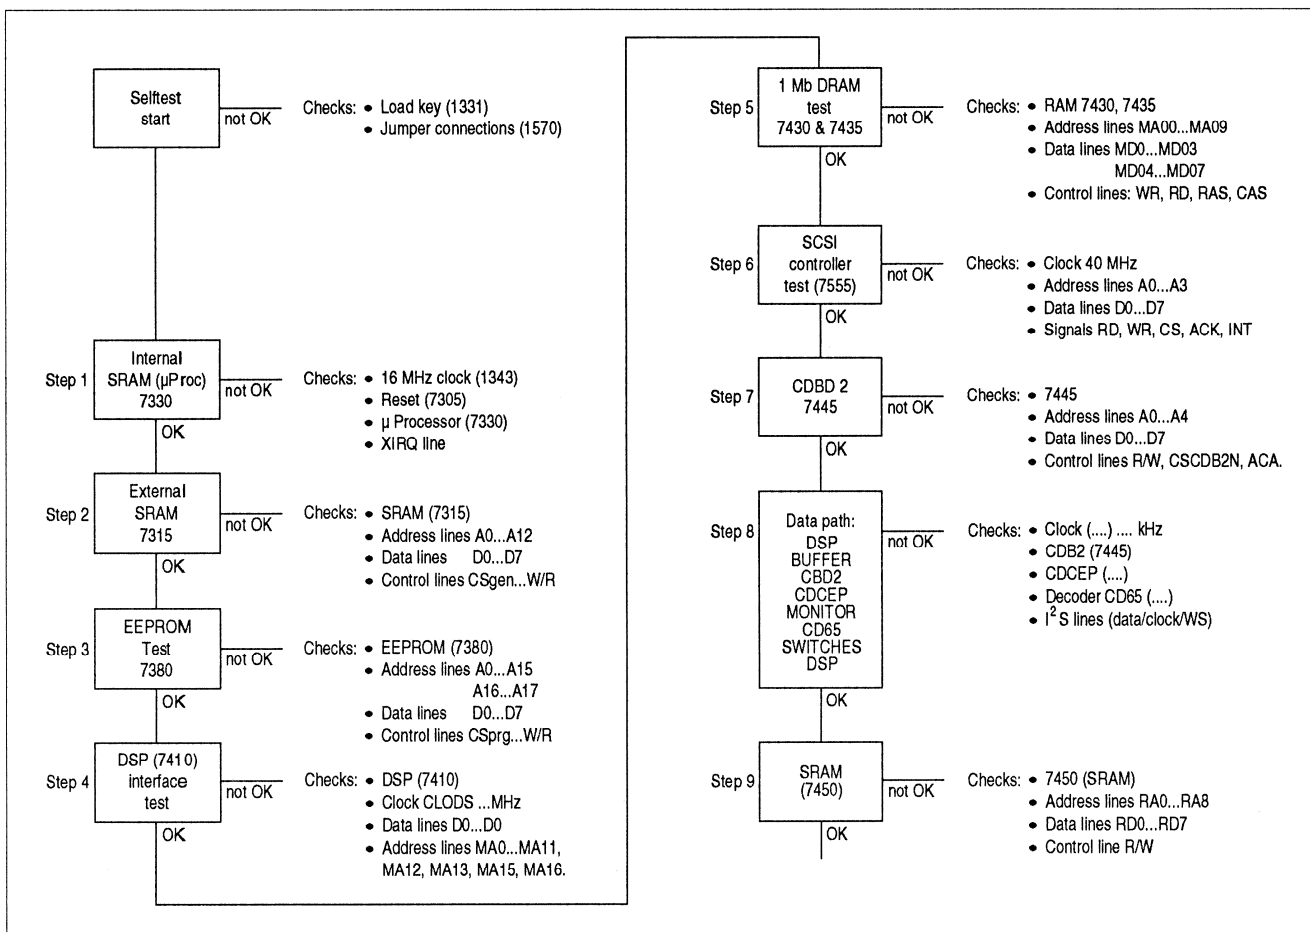 Selftest
start
not OK
Checks: • Load key (1331)
• Jumper connections (1570)
Step 1
Internal
SRAM (µProc)
7330
not OK
OK
Checks: • 16 MHz clock (1343)
• Reset (7305)
• µ Processor (7330)
• XIRQ line
Step 2
External
SRAM
7315
not OK
OK
Checks: • SRAM (7315)
• Address lines A0...A12
• Data lines D0...D7
• Control lines CSgen...W/R
Step 3
EEPROM
Test
7380
not OK
OK
Checks: • EEPROM (7380)
• Address lines A0...A15
A16...A17
• Data lines D0...D7
• Control lines CSprg...W/R
Step 4
DSP (7410)
interface
test
not OK
OK
Checks: • DSP (7410)
• Clock CLODS ...MHz
• Data lines D0...D0
• Address lines MA0...MA11,
MA12, MA13, MA15, MA16.
Step 5
1 Mb DRAM
test
7430 & 7435
not OK
OK
Checks: • RAM 7430, 7435
• Address lines MA00...MA09
• Data lines MD0...MD03
MD04...MD07
• Control lines: WR, RD, RAS, CAS
Step 6
SCSI
controller
test (7555)
not OK
OK
Checks: • Clock 40 MHz
• Address lines A0...A3
• Data lines D0...D7
• Signals RD, WR, CS, ACK, INT
Step 7
CDBD 2
7445
not OK
OK
Checks: • 7445
• Address lines A0...A4
• Data lines D0...D7
• Control lines R/W, CSCDB2N, ACA.
Step 8
Data path:
DSP
BUFFER
CBD2
CDCEP
MONITOR
CD65
SWITCHES
DSP
not OK
OK
Checks: • Clock (....) .... kHz
• CDB2 (7445)
• CDCEP (....)
• Decoder CD65 (....)
• I²S lines (data/clock/WS)
Step 9
SRAM
(7450)
not OK
OK
Checks: • 7450 (SRAM)
• Address lines RA0...RA8
• Data lines RD0...RD7
• Control line R/W